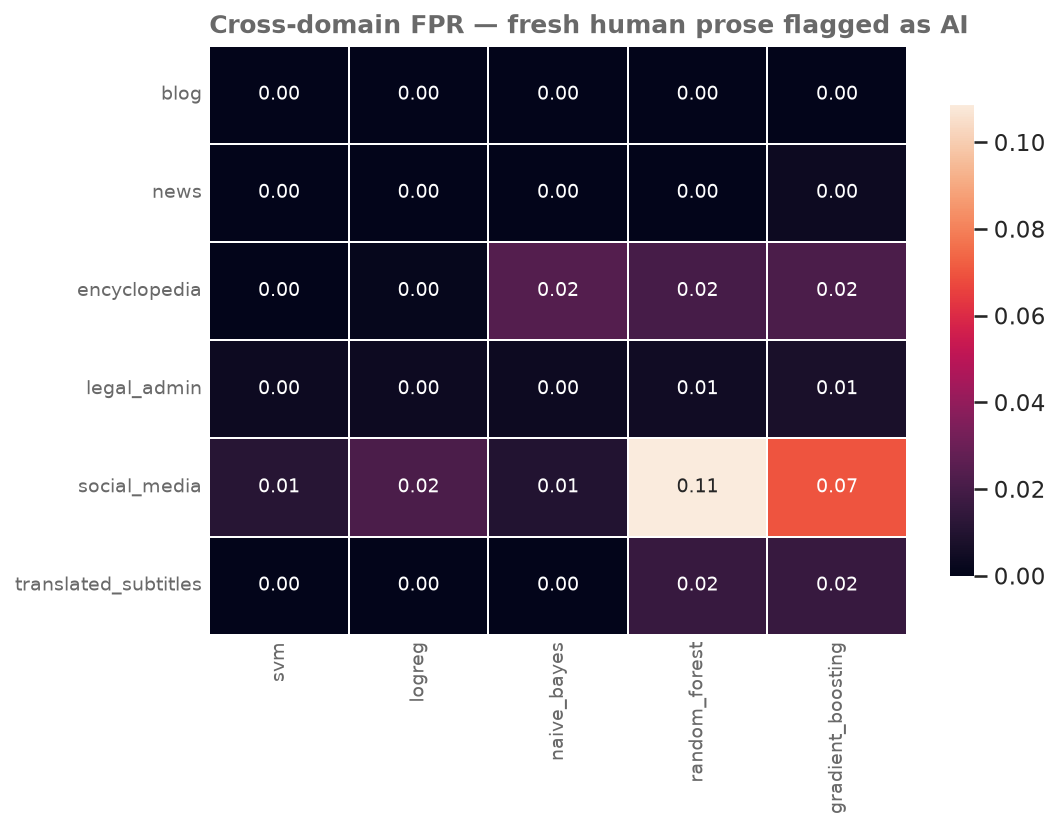 Cross-domain FPR — fresh human prose flagged as AI
blog 0.00 0.00 0.00 0.00 0.00
news 0.00 0.00 0.00 0.00 0.00
encyclopedia 0.00 0.00 0.02 0.02 0.02
legal_admin 0.00 0.00 0.00 0.01 0.01
social_media 0.01 0.02 0.01 0.11 0.07
translated_subtitles 0.00 0.00 0.00 0.02 0.02
svm
logreg
naive_bayes
random_forest
gradient_boosting
0.10
0.08
0.06
0.04
0.02
0.00